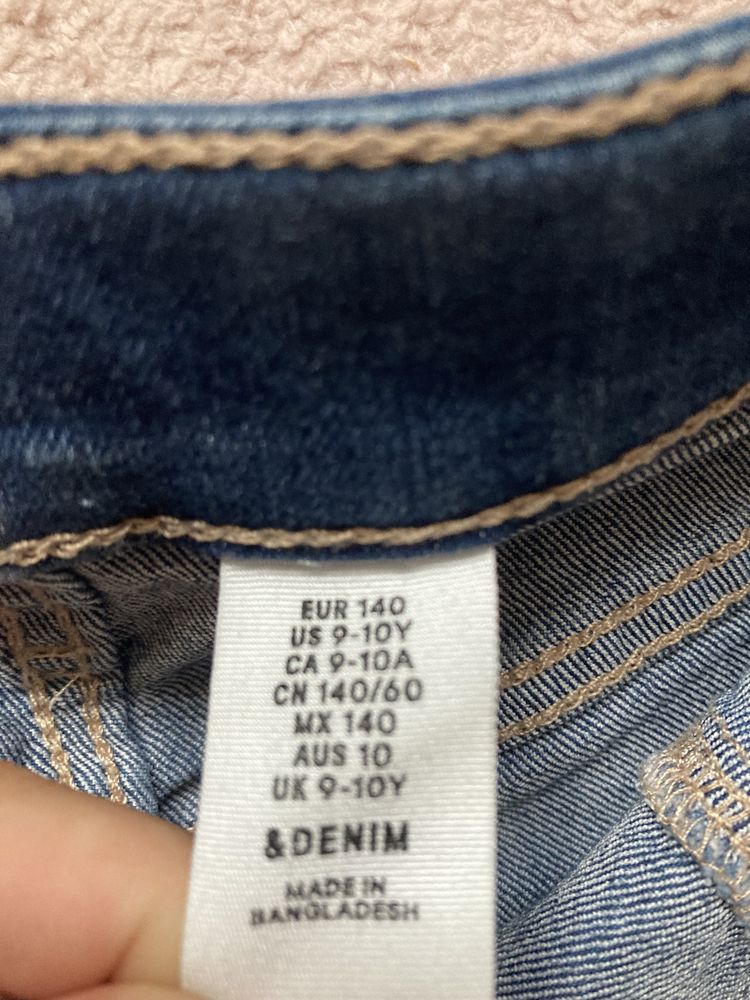 EUR 140
US 9-10Y
CA 9-10A
CN 140/60
MX 140
AUS 10
UK 9-10Y
&DENIM
MADE IN
BANGLADESH